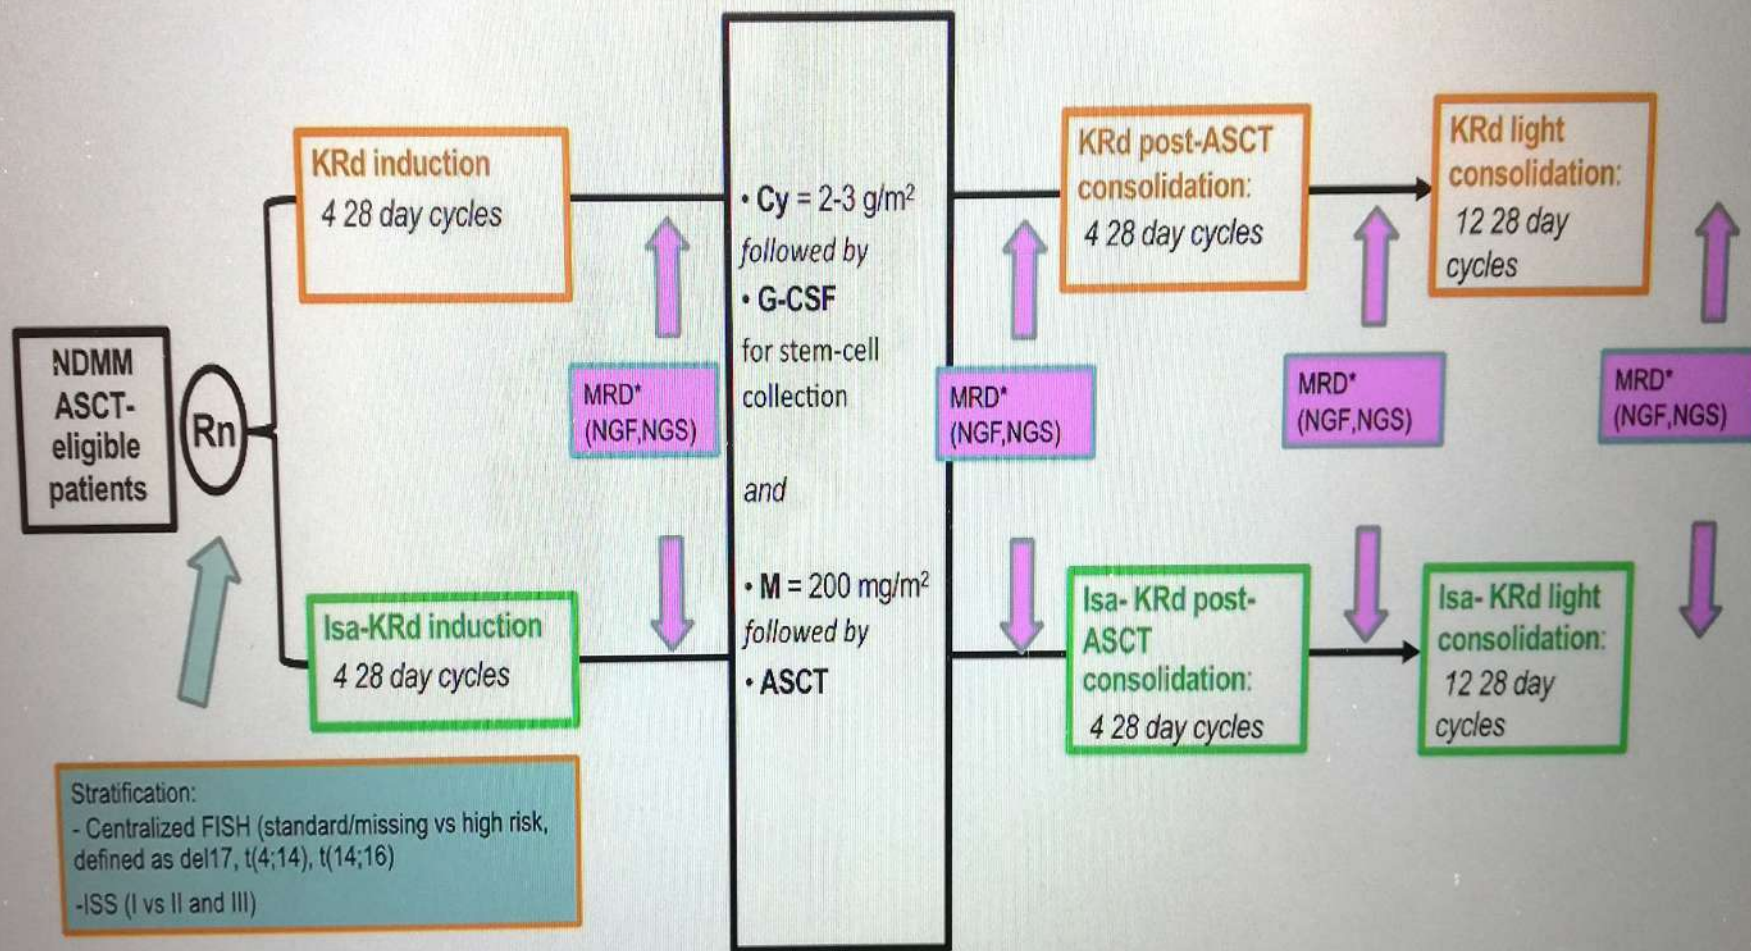 NDMM
ASCT-
eligible
patients
Rn
KRd induction
4 28 day cycles
Isa-KRd induction
4 28 day cycles
Stratification:
- Centralized FISH (standard/missing vs high risk,
defined as del17, t(4;14), t(14;16)
-ISS (I vs II and III)
MRD*
(NGF,NGS)
• Cy = 2-3 g/m²
followed by
• G-CSF
for stem-cell
collection
and
• M = 200 mg/m²
followed by
• ASCT
MRD*
(NGF,NGS)
KRd post-ASCT
consolidation:
4 28 day cycles
Isa- KRd post-
ASCT
consolidation:
4 28 day cycles
MRD*
(NGF,NGS)
KRd light
consolidation:
12 28 day
cycles
Isa- KRd light
consolidation:
12 28 day
cycles
MRD*
(NGF,NGS)